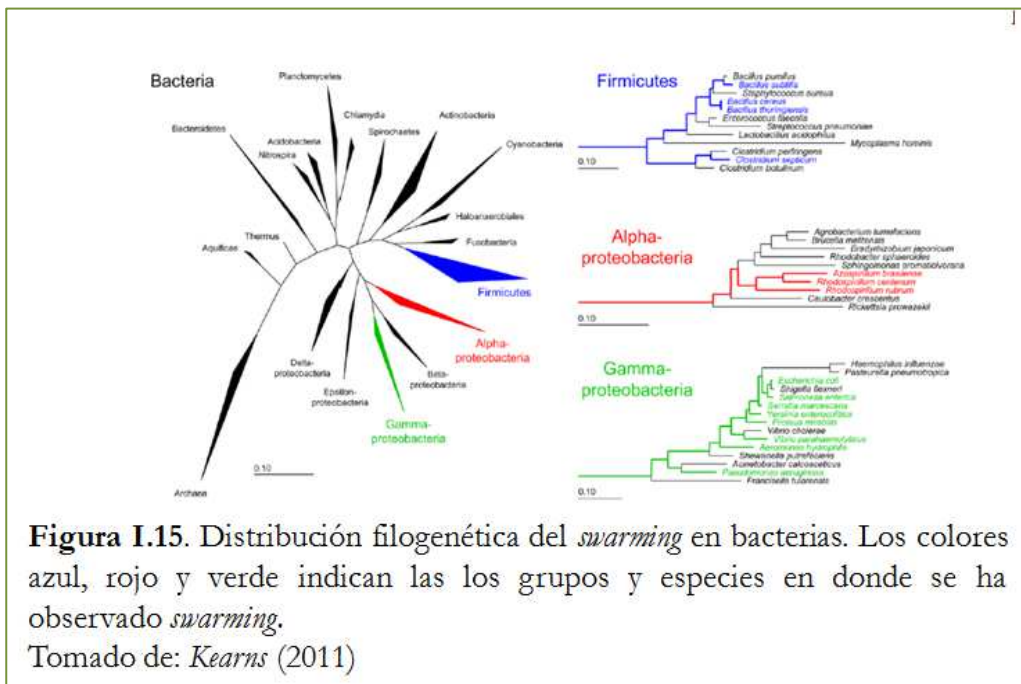 Bacteria
Planctomyceles
Chlamydia
Spirochaetes
Actinobacteria
Bacteroidetes
Acidobacteria
Nitrospira
Cyanobacteria
Haloanaerobiales
Thermus
Aquificae
Fusobacteria
Firmicutes
Alpha-
proteobacteria
Delta-
proteobacteria
Epsilon-
proteobacteria
Beta-
proteobacteria
Gamma-
proteobacteria
0.10
Archaea
Firmicutes
Bacillus pumilus
Bacillus subtilis
Staphylococcus aureus
Bacillus cereus
Bacillus thuringiensis
Enterococcus faecalis
Streptococcus pneumoniae
Lactobacillus acidophilus
Mycoplasma hominis
Clostridium perfringens
Clostridium septicum
Clostridium botulinum
0.10
Alpha-
proteobacteria
Agrobacterium tumefaciens
Brucella melitensis
Bradyrhizobium japonicum
Rhodobacter sphaeroides
Sphingomonas aromaticivorans
Azospirillum brasilense
Rhodospirillum centenum
Rhodospirillum rubrum
Caulobacter crescentus
Rickettsia prowazekii
0.10
Gamma-
proteobacteria
Haemophilus influenzae
Pasteurella pneumotropica
Escherichia coli
Shigella flexneri
Salmonella enterica
Serratia marcescens
Yersinia enterocolitica
Proteus mirabilis
Vibrio cholerae
Vibrio parahaemolyticus
Aeromonas hydrophila
Shewanella putrefaciens
Acinetobacter calcoaceticus
Pseudomonas aeruginosa
Francisella tularensis
0.10
Figura I.15. Distribución filogenética del swarming en bacterias. Los colores
azul, rojo y verde indican las los grupos y especies en donde se ha
observado swarming.
Tomado de: Kearns (2011)